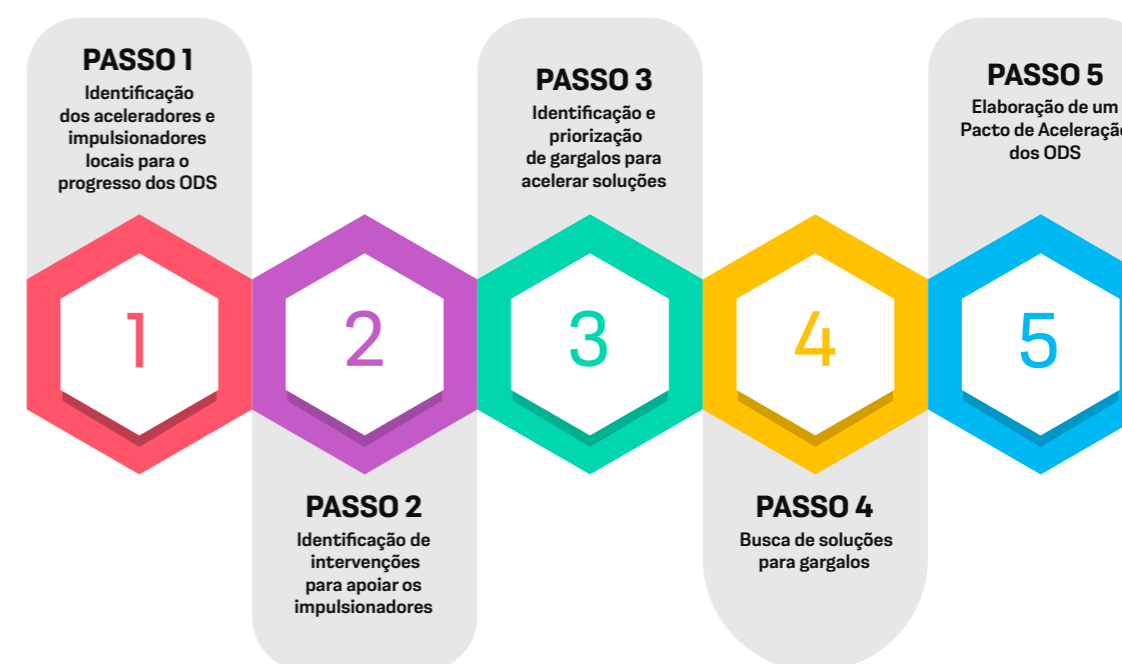 PASSO 1
Identificação
dos aceleradores e
impulsionadores
locais para o
progresso dos ODS
1
PASSO 2
Identificação de
intervenções
para apoiar os
impulsionadores
2
PASSO 3
Identificação e
priorização
de gargalos para
acelerar soluções
3
PASSO 4
Busca de soluções
para gargalos
4
PASSO 5
Elaboração de um
Pacto de Aceleração
dos ODS
5